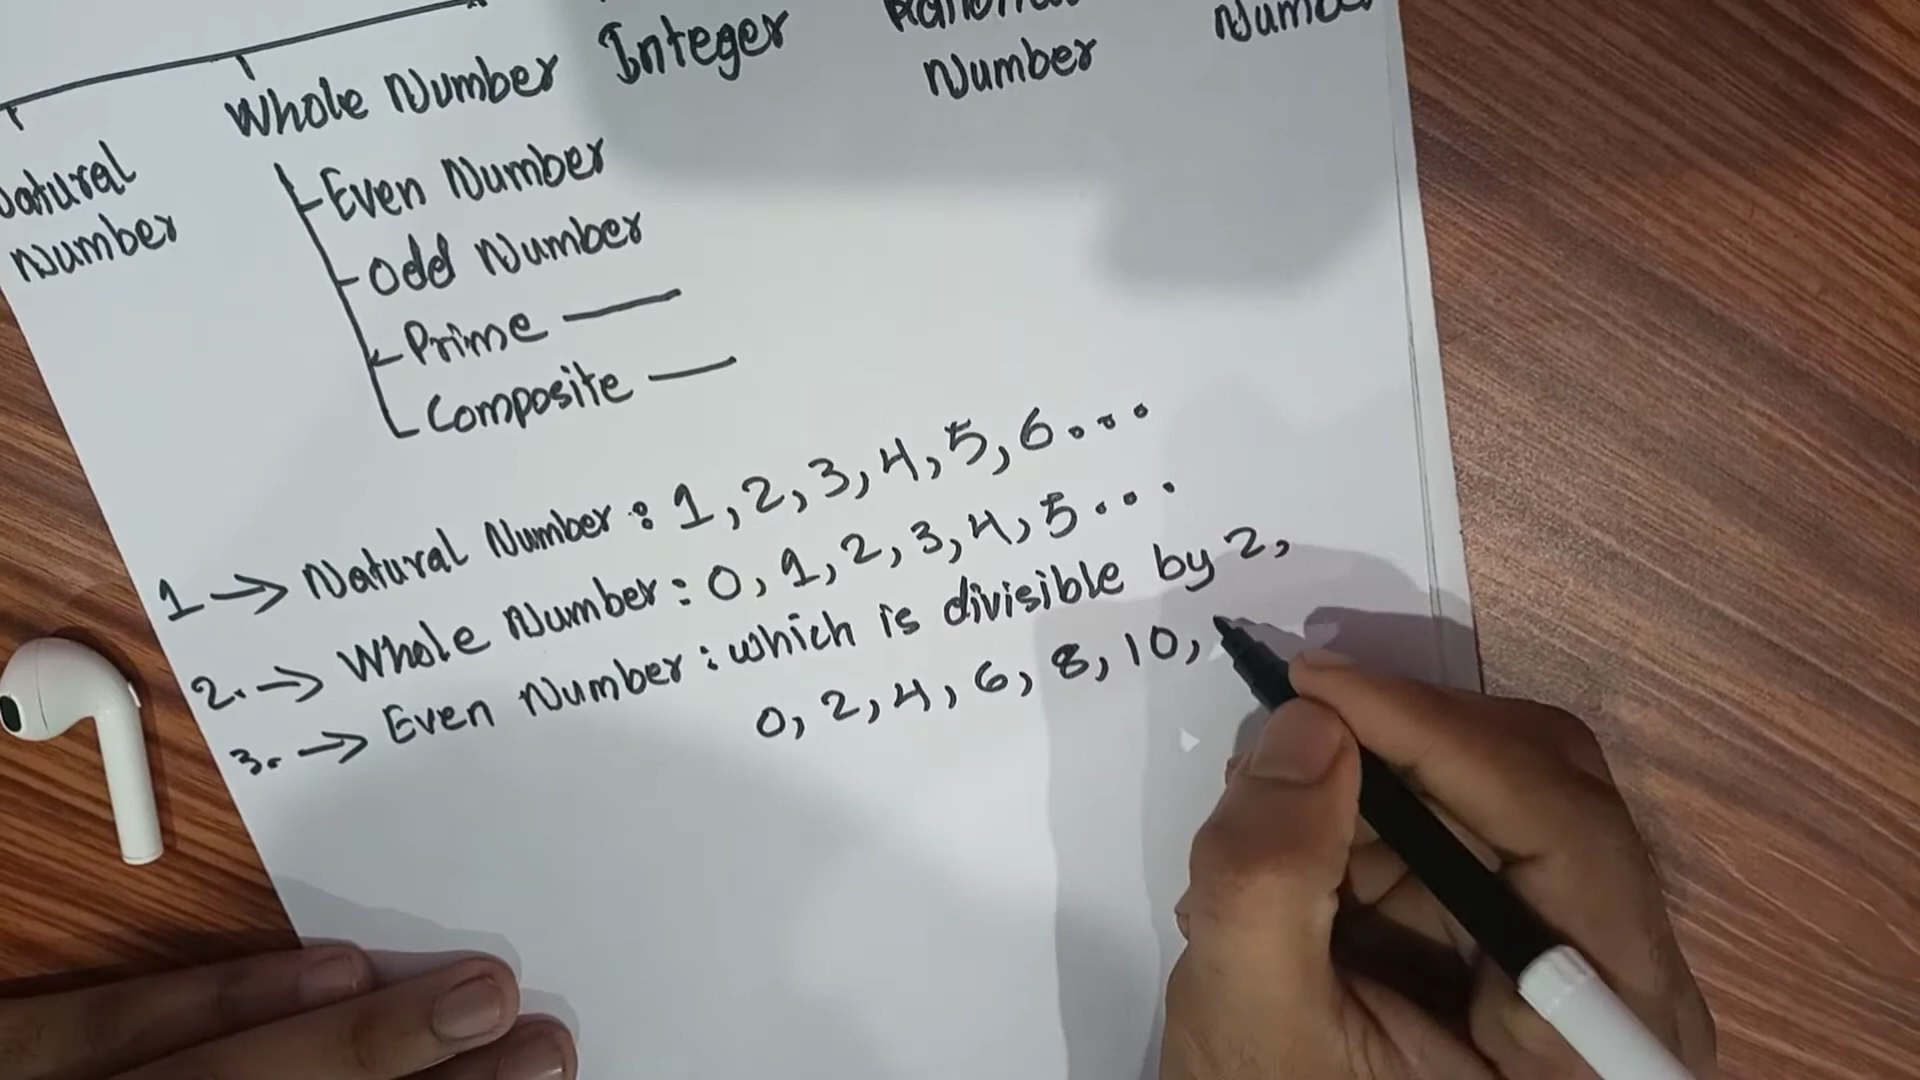 Integer
Number
Number
Whole Number
Natural
Number
Even Number
Odd Number
Prime —
Composite —
1 → Natural Number : 1, 2, 3, 4, 5, 6...
2. → Whole Number : 0, 1, 2, 3, 4, 5...
3. → Even Number : which is divisible by 2,
0, 2, 4, 6, 8, 10,